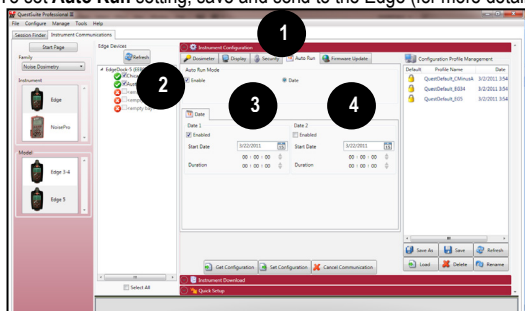 To set Auto Run setting, save and send to the Edge (for more detai
QuestSuite Professional II
File Configure Manage Tools Help
Session Finder Instrument Communications
Start Page
Family
Noise Dosimetry
Instrument
Edge
NoisePro
Model
Edge 3-4
Edge 5
Edge Devices
Refresh
Select All
1
2
3
4
Instrument Configuration
Dosimeter Display Security Auto Run Firmware Update
Auto Run Mode
Enable Date
Date
Date 1
Enabled
Start Date 3/22/2011
00 : 00 : 00
Duration 00 : 00 : 00
Date 2
Enabled
Start Date 3/22/2011
00 : 00 : 00
Duration 00 : 00 : 00
Get Configuration Set Configuration Cancel Communication
Instrument Download
Quick Setup
Configuration Profile Management
Default Profile Name Date
QuestDefault_CMinusA 3/2/2011 3:54
QuestDefault_E034 3/2/2011 3:54
QuestDefault_E05 3/2/2011 3:54
Save As Save Refresh
Load Delete Rename